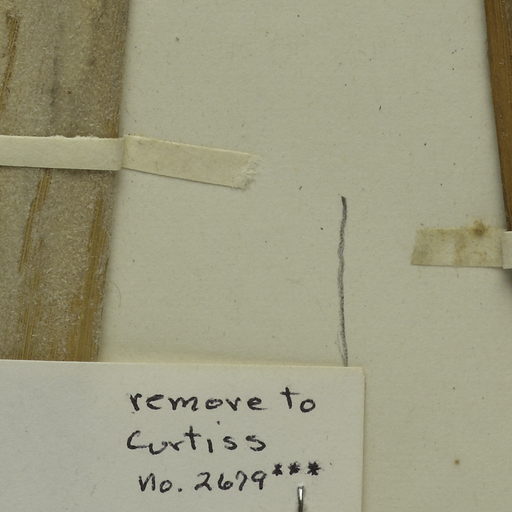 remove to
Curtiss
No. 2679***